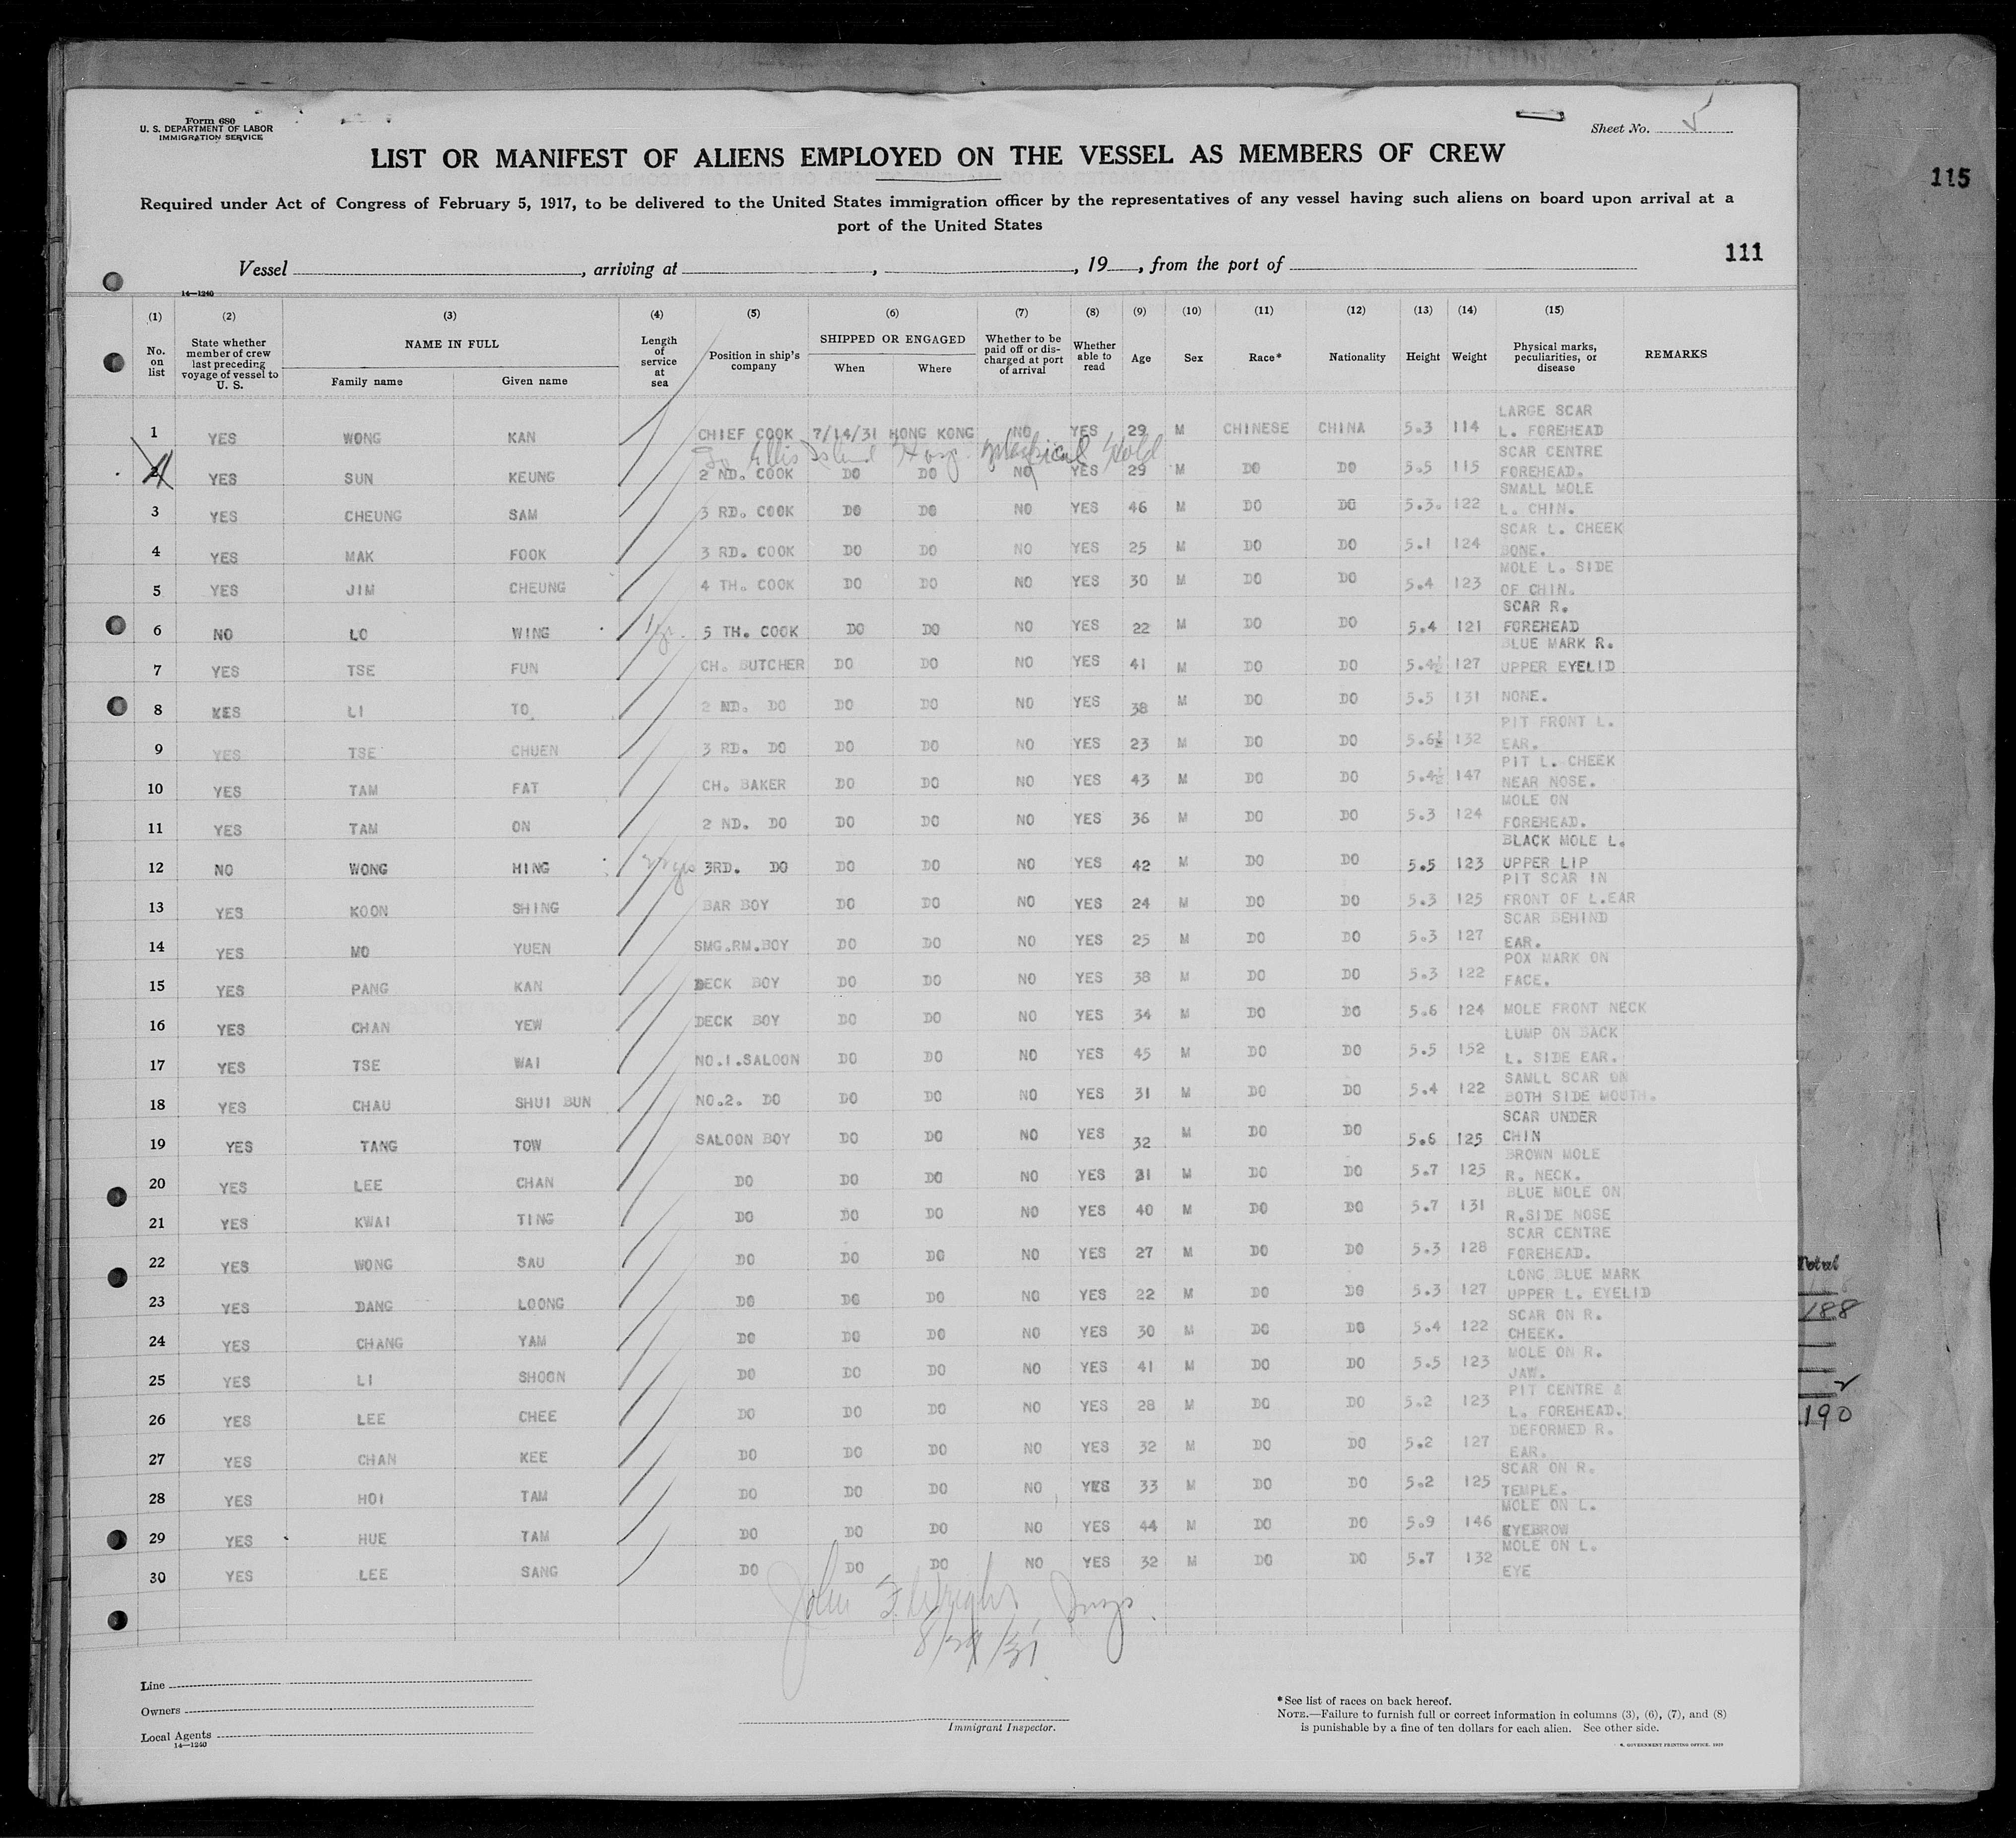 Form 680
U. S. DEPARTMENT OF LABOR
IMMIGRATION SERVICE
Sheet No. 5
LIST OR MANIFEST OF ALIENS EMPLOYED ON THE VESSEL AS MEMBERS OF CREW
115
Required under Act of Congress of February 5, 1917, to be delivered to the United States immigration officer by the representatives of any vessel having such aliens on board upon arrival at a
port of the United States
111
Vessel , arriving at , , 19 , from the port of
14—1240
(1) (2) (3) (4) (5) (6) (7) (8) (9) (10) (11) (12) (13) (14) (15)
No. on list State whether member of crew last preceding voyage of vessel to U. S. NAME IN FULL Family name Given name Length of service at sea Position in ship's company SHIPPED OR ENGAGED When Where Whether to be paid off or discharged at port of arrival Whether able to read Age Sex Race* Nationality Height Weight Physical marks, peculiarities, or disease REMARKS
1 YES WONG KAN CHIEF COOK 7/14/31 HONG KONG NO YES 29 M CHINESE CHINA 5.3 114 LARGE SCAR L. FOREHEAD
To Ellis Island Hosp. Medical Hold
2 YES SUN KEUNG 2 ND. COOK DO DO NO YES 29 M DO DO 5.5 115 SCAR CENTRE FOREHEAD.
3 YES CHEUNG SAM 3 RD. COOK DO DO NO YES 46 M DO DO 5.3. 122 SMALL MOLE L. CHIN.
4 YES MAK FOOK 3 RD. COOK DO DO NO YES 25 M DO DO 5.1 124 SCAR L. CHEEK BONE.
5 YES JIM CHEUNG 4 TH. COOK DO DO NO YES 30 M DO DO 5.4 123 MOLE L. SIDE OF CHIN.
6 NO LO WING 1 yr. 5 TH. COOK DO DO NO YES 22 M DO DO 5.4 121 SCAR R. FOREHEAD
7 YES TSE FUN CH. BUTCHER DO DO NO YES 41 M DO DO 5.4½ 127 BLUE MARK R. UPPER EYELID
8 KES LI TO 2 ND. DO DO DO NO YES 38 M DO DO 5.5 131 NONE.
9 YES TSE CHUEN 3 RD. DO DO DO NO YES 23 M DO DO 5.6½ 132 PIT FRONT L. EAR.
10 YES TAM FAT CH. BAKER DO DO NO YES 43 M DO DO 5.4½ 147 PIT L. CHEEK NEAR NOSE.
11 YES TAM ON 2 ND. DO DO DO NO YES 36 M DO DO 5.3 124 MOLE ON FOREHEAD.
12 NO WONG HING yrs 3RD. DO DO DO NO YES 42 M DO DO 5.5 123 BLACK MOLE L. UPPER LIP
13 YES KOON SHING BAR BOY DO DO NO YES 24 M DO DO 5.3 125 PIT SCAR IN FRONT OF L.EAR
14 YES MO YUEN SMG.RM.BOY DO DO NO YES 25 M DO DO 5.3 127 SCAR BEHIND EAR.
15 YES PANG KAN DECK BOY DO DO NO YES 38 M DO DO 5.3 122 POX MARK ON FACE.
16 YES CHAN YEW DECK BOY DO DO NO YES 34 M DO DO 5.6 124 MOLE FRONT NECK
17 YES TSE WAI NO.1.SALOON DO DO NO YES 45 M DO DO 5.5 152 LUMP ON BACK L. SIDE EAR.
18 YES CHAU SHUI BUN NO.2. DO DO DO NO YES 31 M DO DO 5.4 122 SAMLL SCAR ON BOTH SIDE MOUTH.
19 YES TANG TOW SALOON BOY DO DO NO YES 32 M DO DO 5.6 125 SCAR UNDER CHIN
20 YES LEE CHAN DO DO DO NO YES 31 M DO DO 5.7 125 BROWN MOLE R. NECK.
21 YES KWAI TING DO DO DO NO YES 40 M DO DO 5.7 131 BLUE MOLE ON R.SIDE NOSE
22 YES WONG SAU DO DO DO NO YES 27 M DO DO 5.3 128 SCAR CENTRE FOREHEAD.
23 YES DANG LOONG DO DO DO NO YES 22 M DO DO 5.3 127 LONG BLUE MARK UPPER L. EYELID
24 YES CHANG YAM DO DO DO NO YES 30 M DO DO 5.4 122 SCAR ON R. CHEEK.
25 YES LI SHOON DO DO DO NO YES 41 M DO DO 5.5 123 MOLE ON R. JAW.
26 YES LEE CHEE DO DO DO NO YES 28 M DO DO 5.2 123 PIT CENTRE & L. FOREHEAD.
27 YES CHAN KEE DO DO DO NO YES 32 M DO DO 5.2 127 DEFORMED R. EAR.
28 YES HOI TAM DO DO DO NO YES 33 M DO DO 5.2 125 SCAR ON R. TEMPLE.
29 YES HUE TAM DO DO DO NO YES 44 M DO DO 5.9 146 MOLE ON L. EYEBROW
30 YES LEE SANG DO DO DO NO YES 32 M DO DO 5.7 132 MOLE ON L. EYE
Total
188
2
190
John F. Wright Insp.
8/29/31
Line
Owners
Local Agents
14—1240
Immigrant Inspector.
*See list of races on back hereof.
NOTE.—Failure to furnish full or correct information in columns (3), (6), (7), and (8)
is punishable by a fine of ten dollars for each alien. See other side.
GOVERNMENT PRINTING OFFICE. 1929